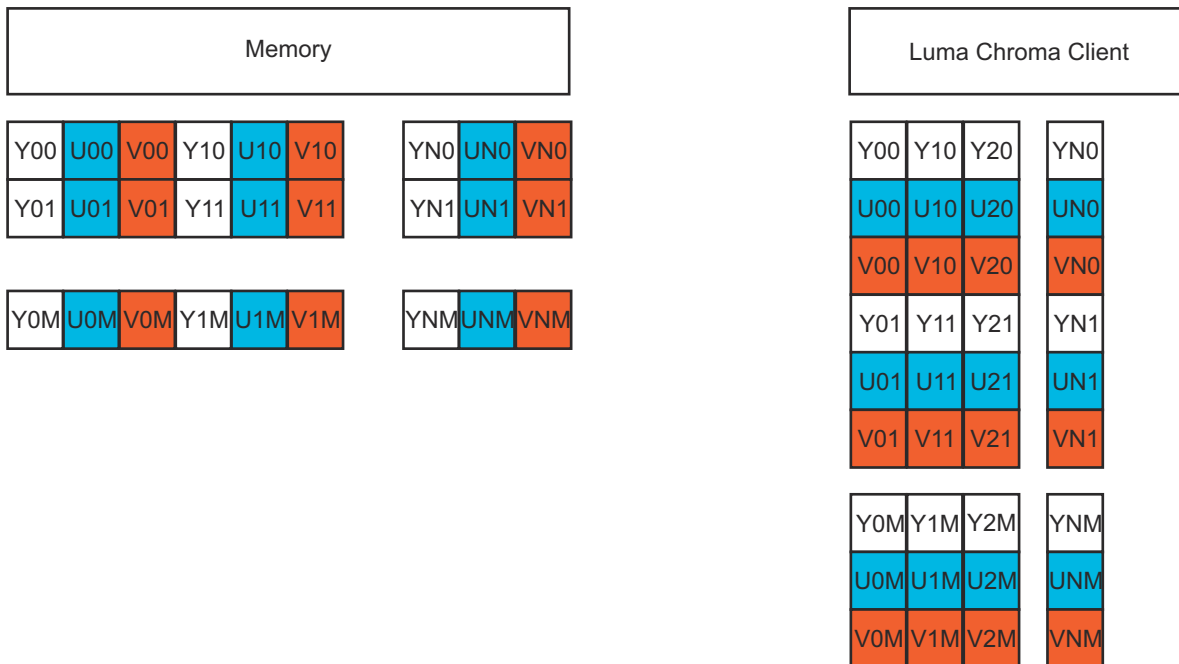 Memory
Y00 U00 V00 Y10 U10 V10 YN0 UN0 VN0
Y01 U01 V01 Y11 U11 V11 YN1 UN1 VN1
Y0M U0M V0M Y1M U1M V1M YNM UNM VNM
Luma Chroma Client
Y00 Y10 Y20 YN0
U00 U10 U20 UN0
V00 V10 V20 VN0
Y01 Y11 Y21 YN1
U01 U11 U21 UN1
V01 V11 V21 VN1
Y0M Y1M Y2M YNM
U0M U1M U2M UNM
V0M V1M V2M VNM